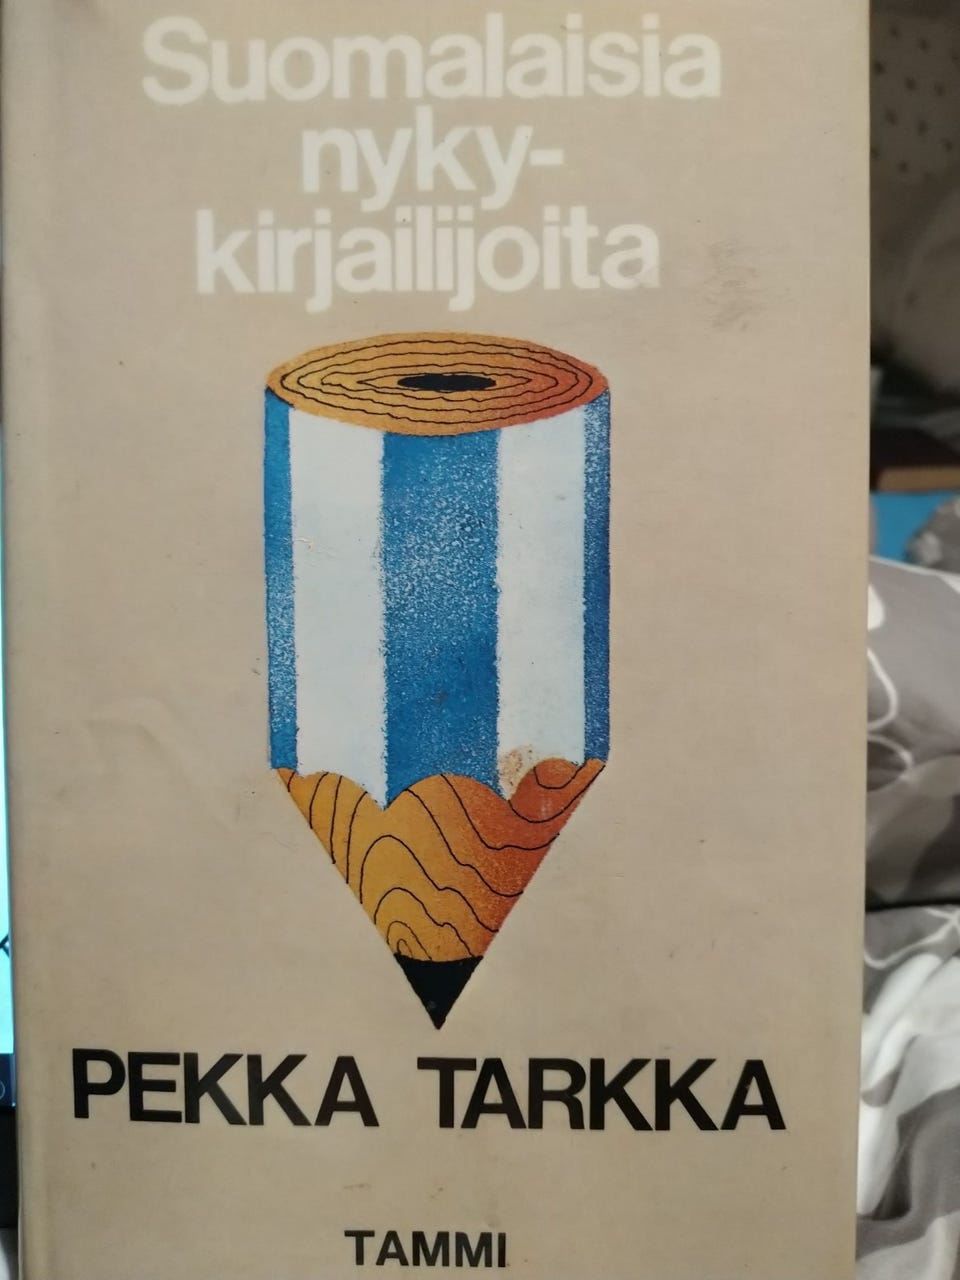 Suomalaisia
nyky-
kirjailijoita
PEKKA TARKKA
TAMMI